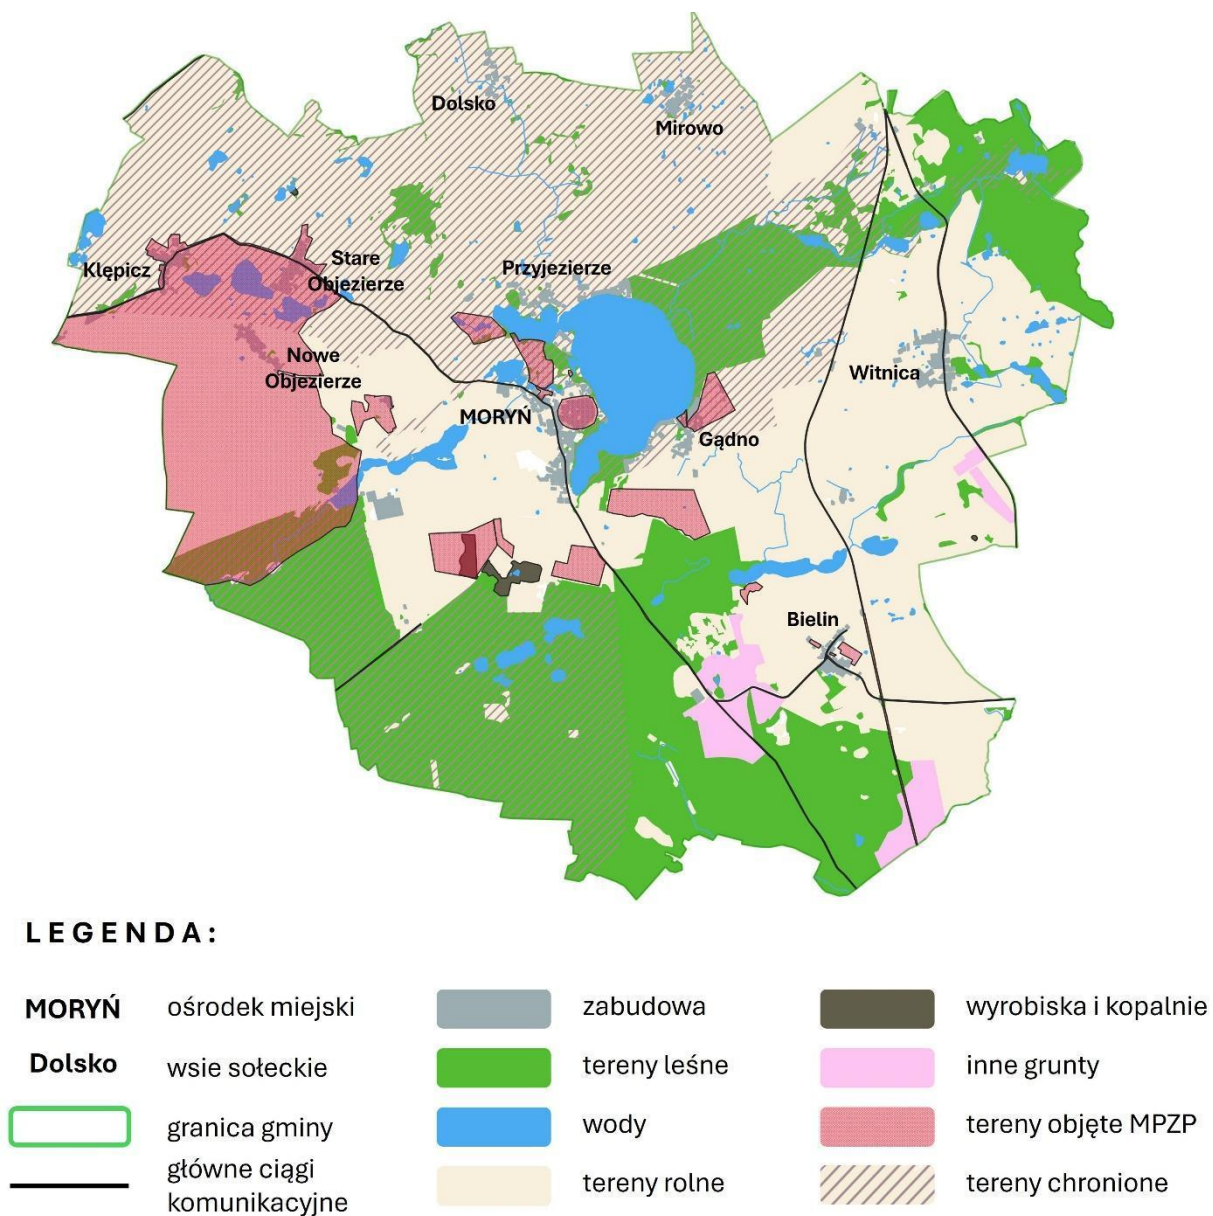 Dolsko
Mirowo
Klępicz
Stare
Objezierze
Przyjezierze
Nowe
Objezierze
Witnica
MORYŃ
Gądno
Bielin
LEGENDA:
MORYŃ ośrodek miejski
Dolsko wsie sołeckie
granica gminy
główne ciągi
komunikacyjne
zabudowa
tereny leśne
wody
tereny rolne
wyrobiska i kopalnie
inne grunty
tereny objęte MPZP
tereny chronione